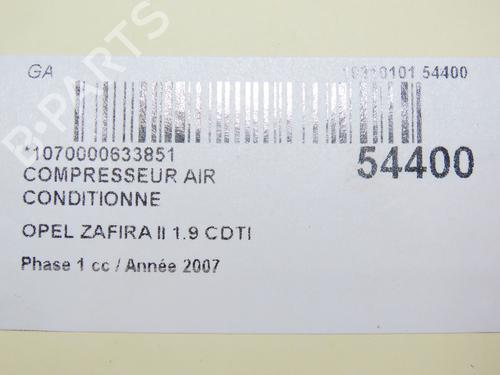 GA
54400
*1070000633851
54400
COMPRESSEUR AIR
CONDITIONNE
OPEL ZAFIRA II 1.9 CDTI
Phase 1 cc / Année 2007
B-PARTS